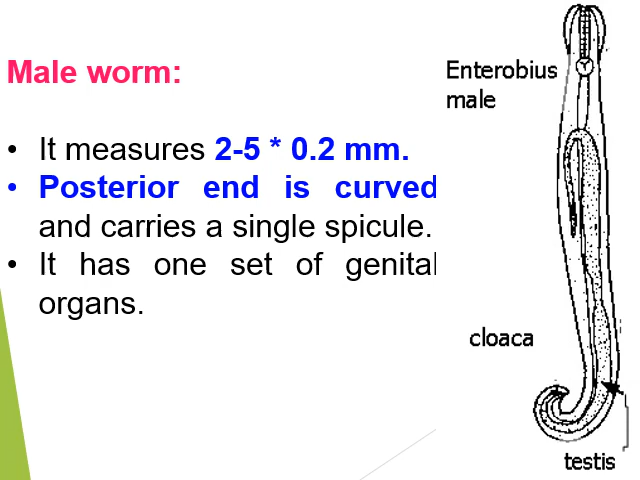 Male worm:
• It measures 2-5 * 0.2 mm.
• Posterior end is curved
and carries a single spicule.
• It has one set of genital
organs.
Enterobius
male
cloaca
testis